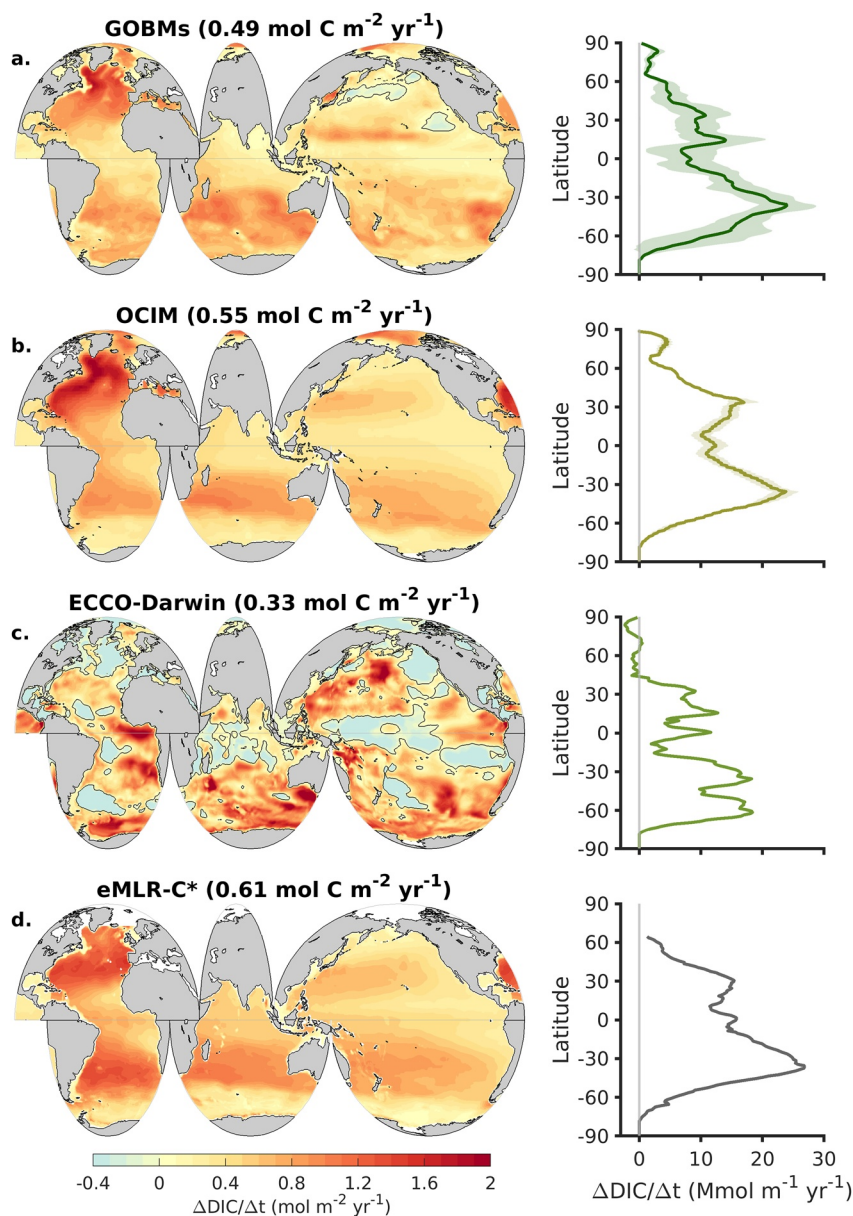 GOBMs (0.49 mol C m⁻² yr⁻¹)
a.
90
60
30
0
-30
-60
-90
Latitude
OCIM (0.55 mol C m⁻² yr⁻¹)
b.
90
60
30
0
-30
-60
-90
Latitude
ECCO-Darwin (0.33 mol C m⁻² yr⁻¹)
c.
90
60
30
0
-30
-60
-90
Latitude
eMLR-C* (0.61 mol C m⁻² yr⁻¹)
d.
90
60
30
0
-30
-60
-90
Latitude
0 10 20 30
ΔDIC/Δt (Mmol m⁻¹ yr⁻¹)
-0.4 0 0.4 0.8 1.2 1.6 2
ΔDIC/Δt (mol m⁻² yr⁻¹)